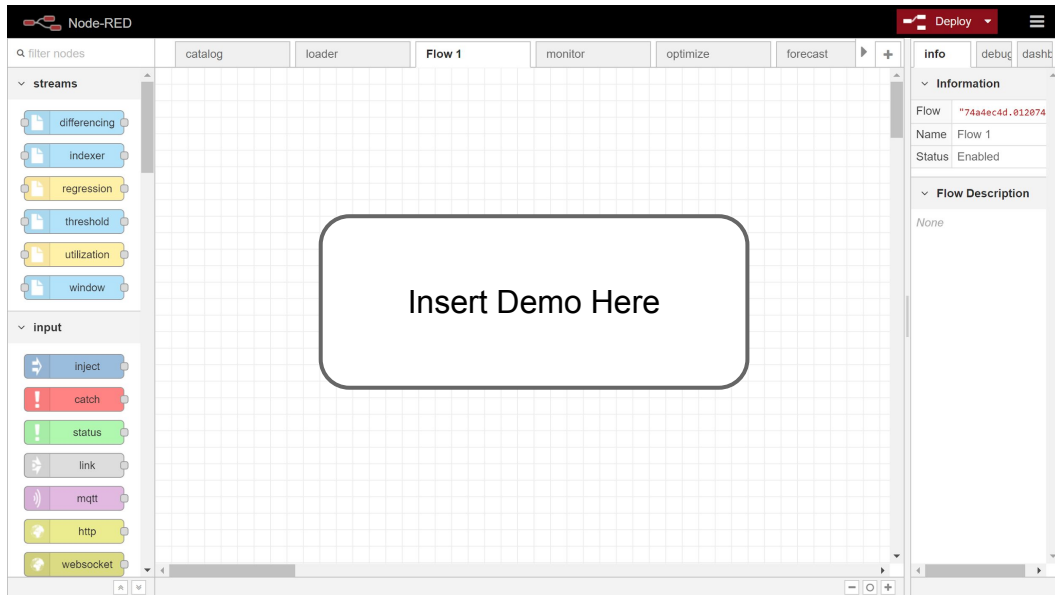 Node-RED
Deploy
filter nodes
catalog
loader
Flow 1
monitor
optimize
forecast
info
debug
dashb
streams
differencing
indexer
regression
threshold
utilization
window
input
inject
catch
status
link
mqtt
http
websocket
Insert Demo Here
Information
Flow "74a4ec4d.012074
Name Flow 1
Status Enabled
Flow Description
None